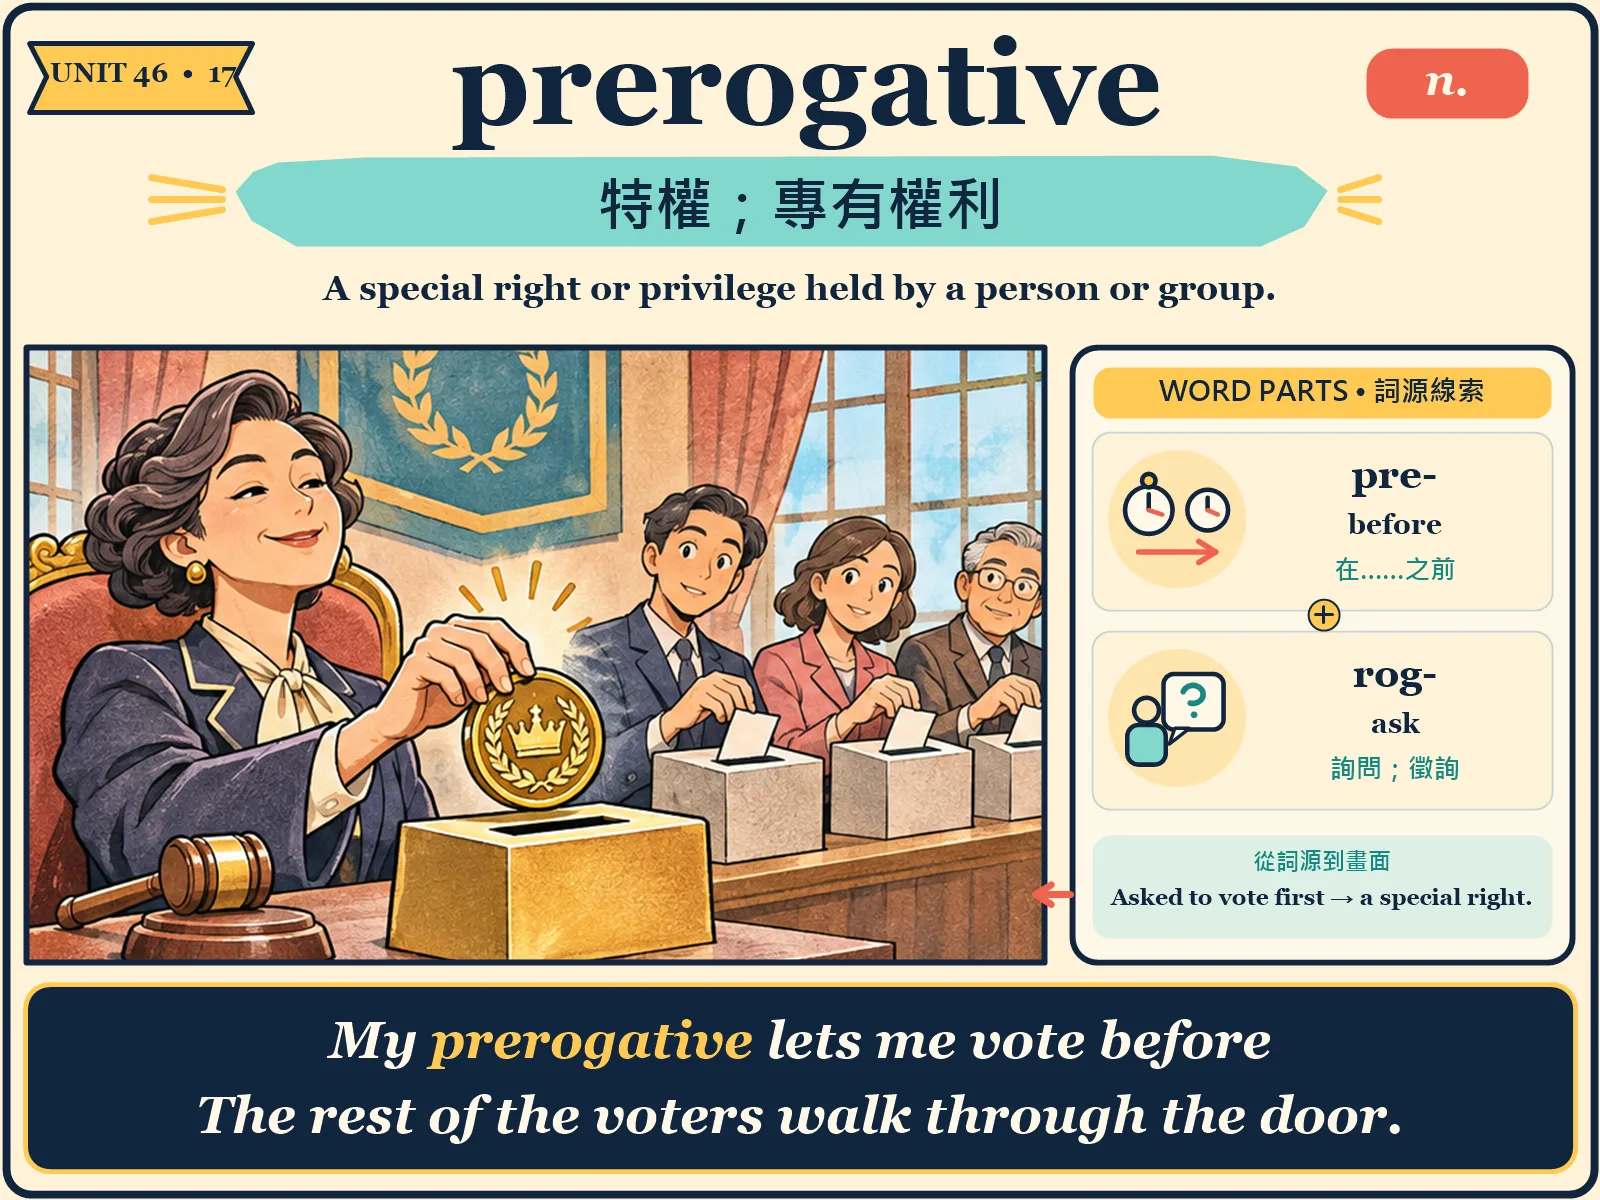 UNIT 46 • 17
prerogative
n.
特權；專有權利
A special right or privilege held by a person or group.
WORD PARTS • 詞源線索
pre-
before
在……之前
+
rog-
ask
詢問；徵詢
?
從詞源到畫面
Asked to vote first → a special right.
My prerogative lets me vote before
The rest of the voters walk through the door.